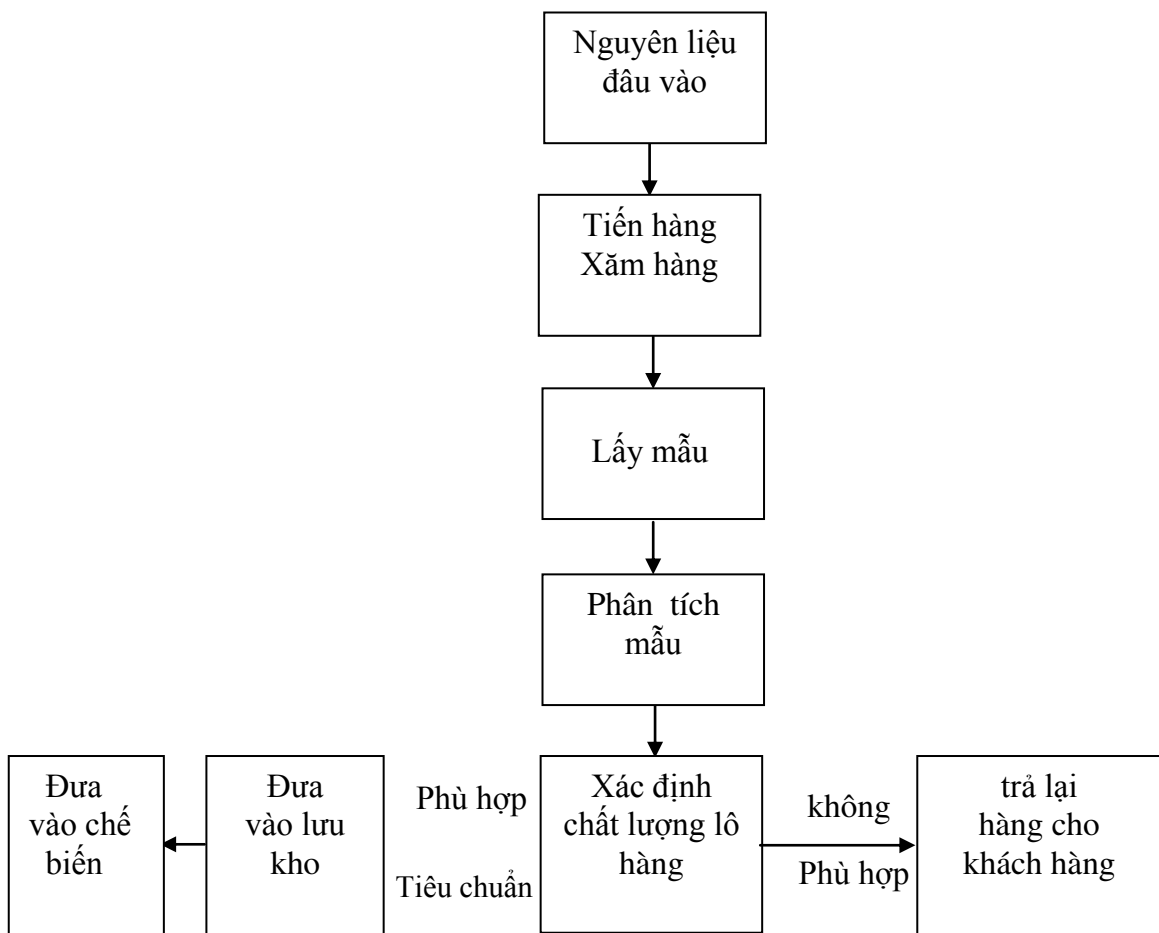 Nguyên liệu
đâu vào
Tiến hàng
Xăm hàng
Lấy mẫu
Phân tích
mẫu
Đưa
vào chế
biến
Đưa
vào lưu
kho
Phù hợp
Tiêu chuẩn
Xác định
chất lượng lô
hàng
không
Phù hợp
trả lại
hàng cho
khách hàng